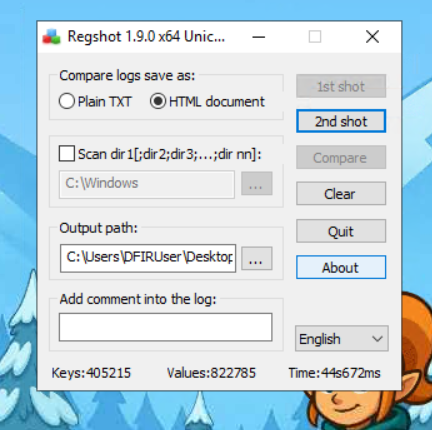 Regshot 1.9.0 x64 Unic...
Compare logs save as:
Plain TXT HTML document
1st shot
2nd shot
Scan dir1[;dir2;dir3;...;dir nn]:
Compare
C:\Windows ...
Clear
Output path:
Quit
C:\Users\DFIRUser\Desktop ...
About
Add comment into the log:
English
Keys:405215 Values:822785 Time:44s672ms